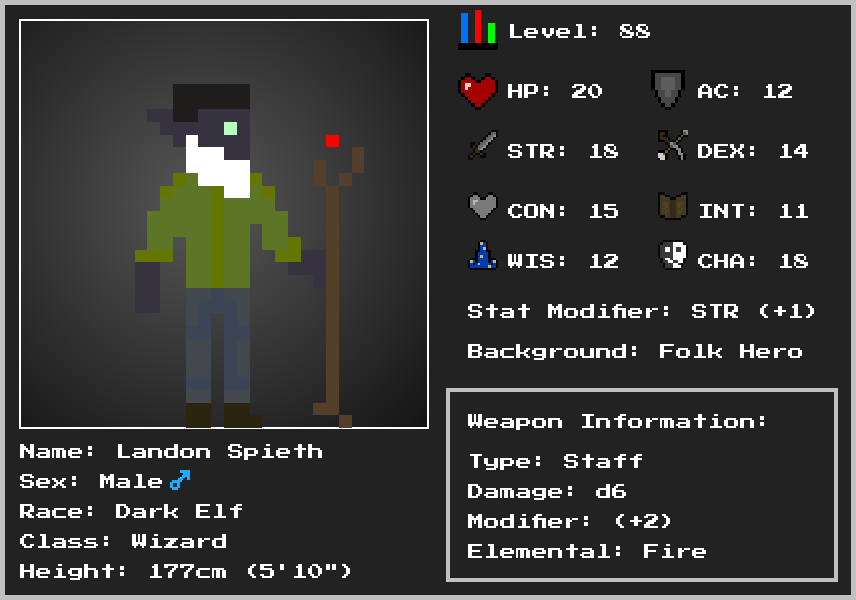 Level: 88
HP: 20
AC: 12
STR: 18
DEX: 14
CON: 15
INT: 11
WIS: 12
CHA: 18
Stat Modifier: STR (+1)
Background: Folk Hero
Weapon Information:
Type: Staff
Damage: d6
Modifier: (+2)
Elemental: Fire
Name: Landon Spieth
Sex: Male ♂
Race: Dark Elf
Class: Wizard
Height: 177cm (5'10")